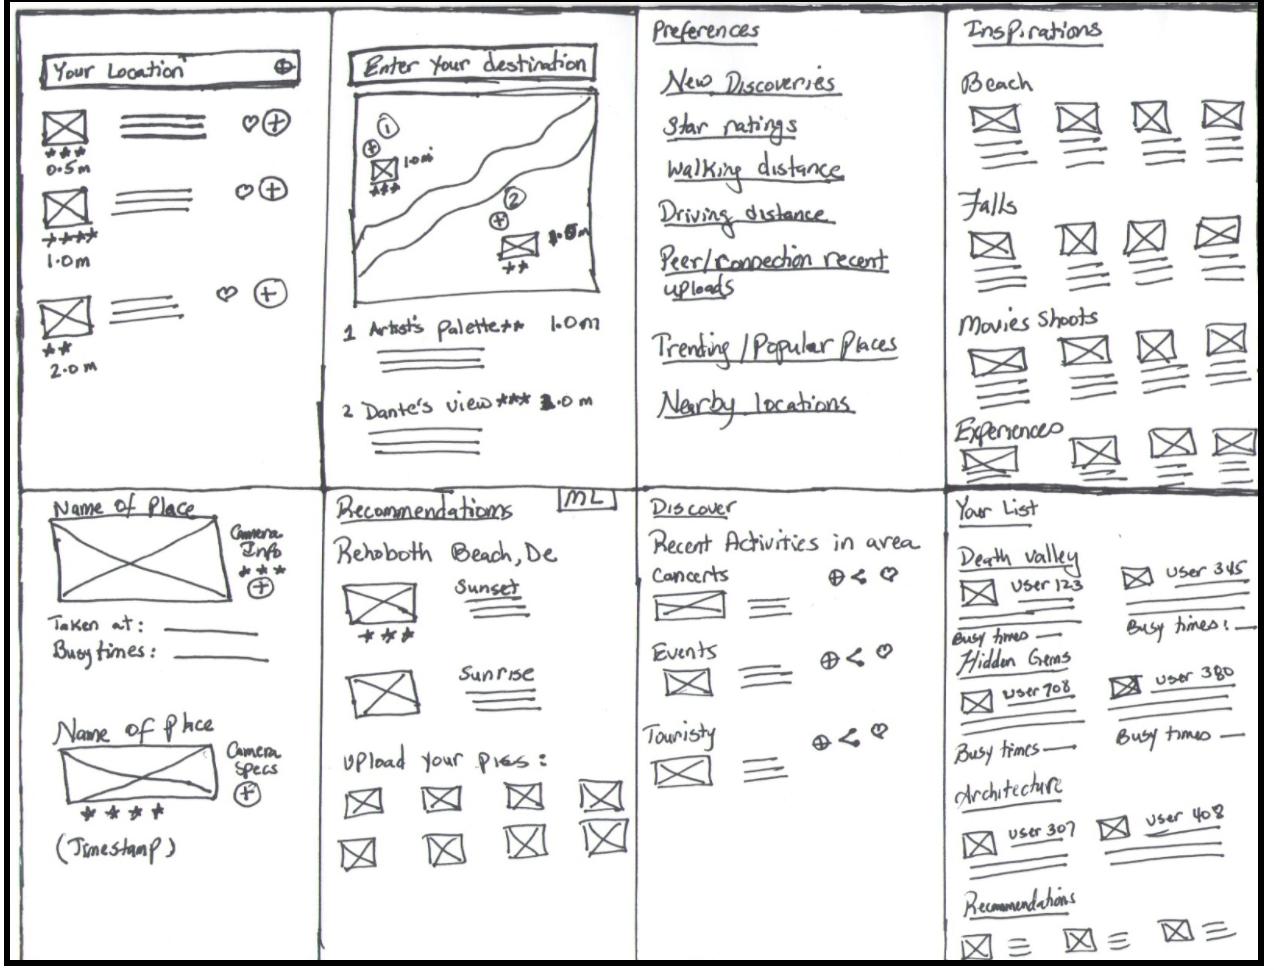 Your Location
***
0.5m
****
1.0m
**
2.0m
Enter your destination
1
1.0m
***
2
**
1 Artist's palette ** 1.0m
2 Dante's view ***
Preferences
New Discoveries
Star ratings
Walking distance
Driving distance
Peer/connection recent
uploads
Trending / Popular Places
Nearby locations
Inspirations
Beach
Falls
Movies Shoots
Experiences
Name of Place
Camera
Info
***
Taken at:
Busy times:
Name of Place
Camera
Specs
****
(Timestamp)
Recommendations
ML
Rehoboth Beach, De
Sunset
***
Sunrise
Upload your pics:
Discover
Recent Activities in area
Concerts
Events
Touristy
Your List
Death valley
User 123
User 345
Busy times
Busy times:
Hidden Gems
User 708
User 380
Busy times
Busy times
Architecture
User 307
User 408
Recommendations